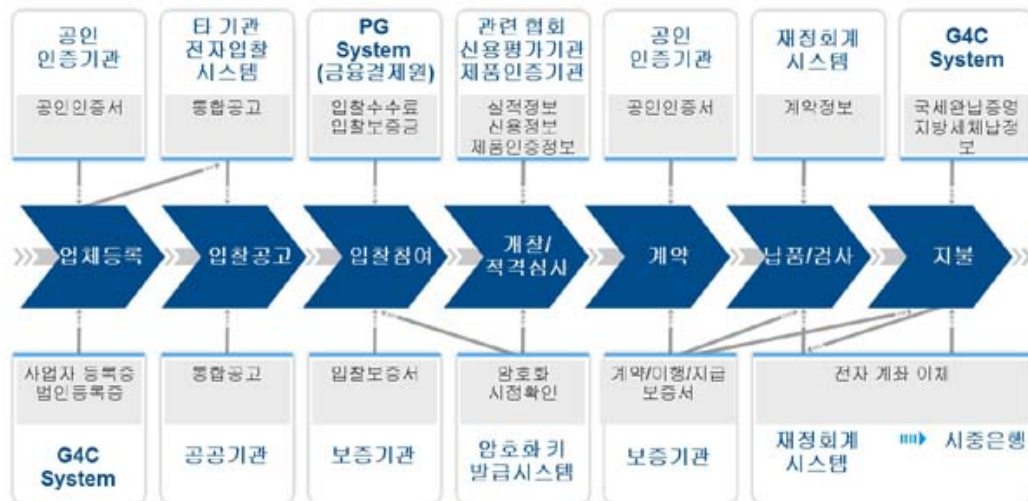 공인
인증기관
공인인증서
타 기관
전자입찰
시스템
통합공고
PG
System
(금융결제원)
입찰수수료
입찰보증금
관련 협회
신용평가기관
제품인증기관
실적정보
신용정보
제품인증정보
공인
인증기관
공인인증서
재정회계
시스템
계약정보
G4C
System
국세완납증명
지방세체납정
보
업체등록
입찰공고
입찰참여
개찰/
적격심사
계약
납품/검사
지불
사업자 등록증
법인등록증
G4C
System
통합공고
공공기관
입찰보증서
보증기관
암호화
시점확인
암호화 키
발급시스템
계약/이행/지급
보증서
보증기관
전자 계좌 이체
재정회계
시스템
시중은행